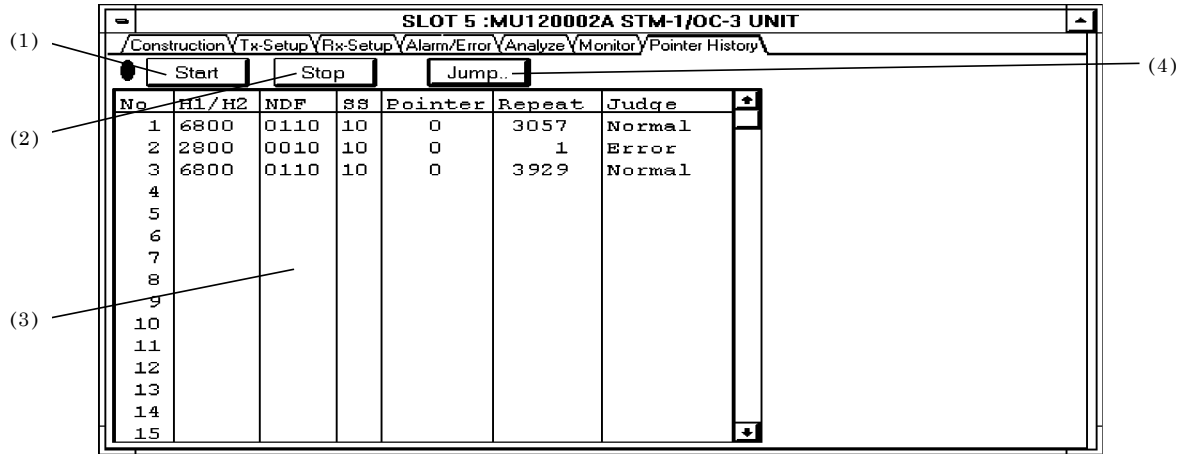 SLOT 5 :MU120002A STM-1/OC-3 UNIT
Construction Tx-Setup Rx-Setup Alarm/Error Analyze Monitor Pointer History
(1) Start Stop Jump.. (4)
No H1/H2 NDF SS Pointer Repeat Judge
1 6800 0110 10 0 3057 Normal
(2)
2 2800 0010 10 0 1 Error
3 6800 0110 10 0 3929 Normal
4
5
6
7
8
9
(3)
10
11
12
13
14
15